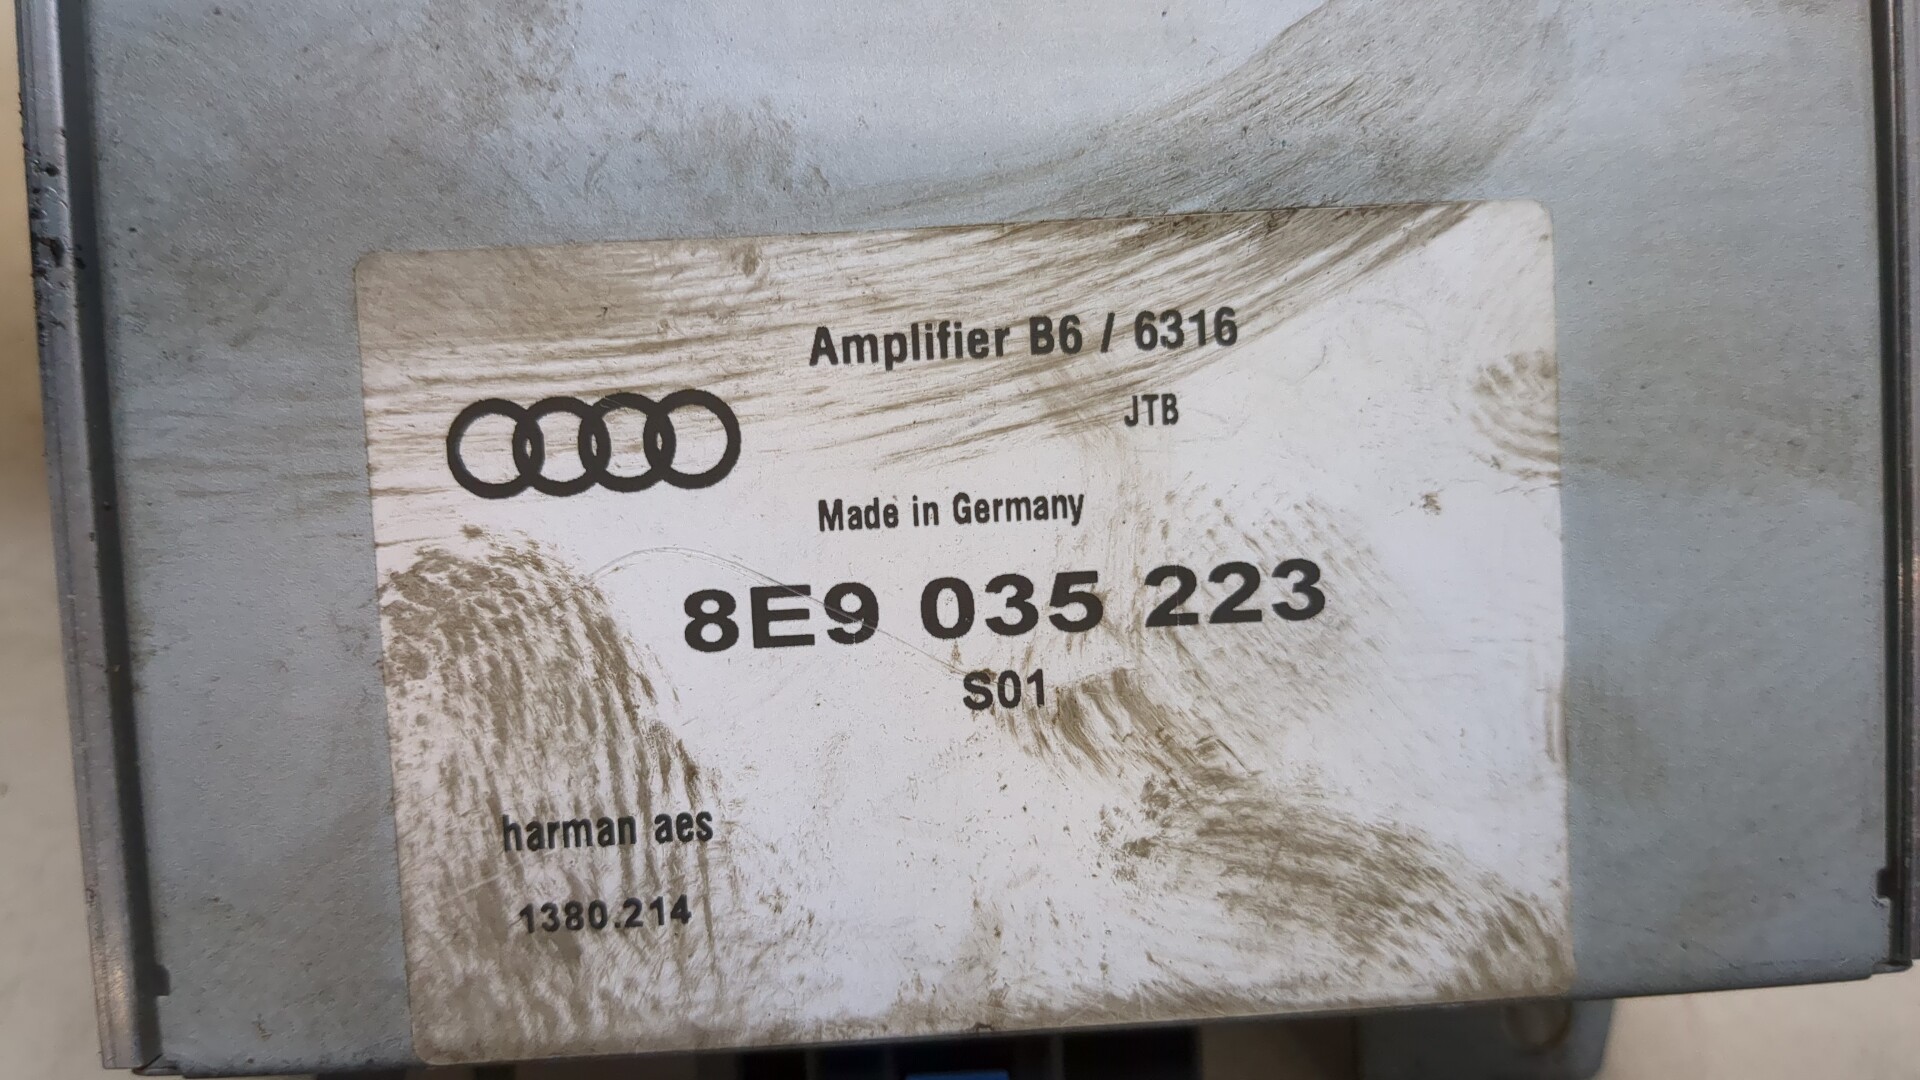 Amplifier B6 / 6316
JTB
Made in Germany
8E9 035 223
S01
harman aes
1380.214